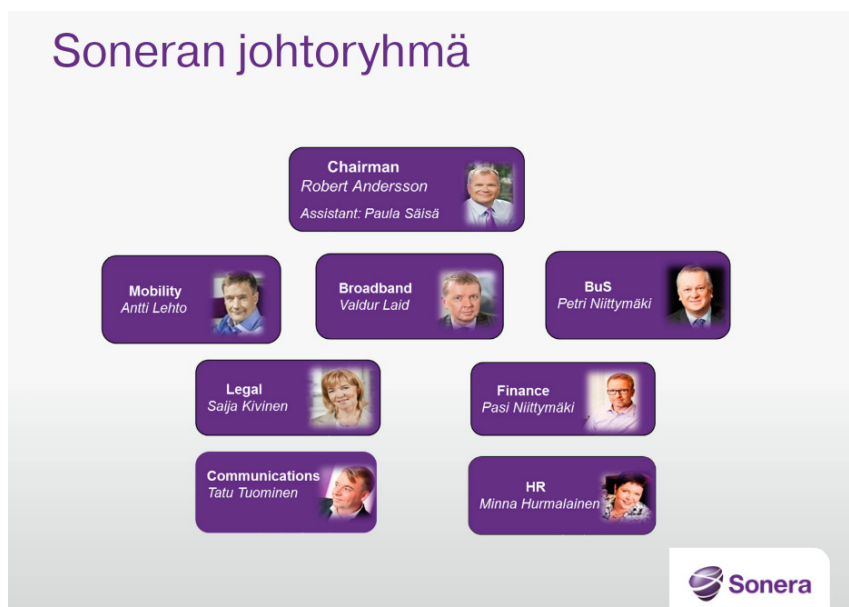 Soneran johtoryhmä
Chairman
Robert Andersson
Assistant: Paula Säisä
Mobility
Antti Lehto
Broadband
Valdur Laid
BuS
Petri Niittymäki
Legal
Saija Kivinen
Finance
Pasi Niittymäki
Communications
Tatu Tuominen
HR
Minna Hurmalainen
Sonera